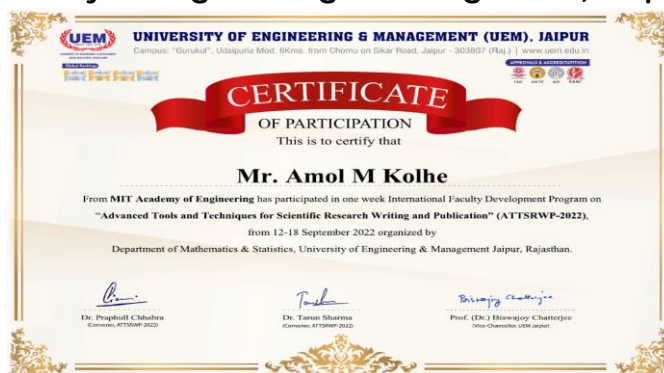 UEM
UNIVERSITY OF ENGINEERING & MANAGEMENT (UEM), JAIPUR
Campus: "Gurukul", Udaipuria Mod, 6Kms. from Chomu on Sikar Road, Jaipur - 303807 (Raj.) | www.uem.edu.in
Global Rankings
APPROVALS & ACCREDITATION
CERTIFICATE
OF PARTICIPATION
This is to certify that
Mr. Amol M Kolhe
From MIT Academy of Engineering has participated in one week International Faculty Development Program on
"Advanced Tools and Techniques for Scientific Research Writing and Publication" (ATTSRWP-2022),
from 12-18 September 2022 organized by
Department of Mathematics & Statistics, University of Engineering & Management Jaipur, Rajasthan.
Biswajoy Chatterjee
Dr. Praphull Chhabra
Dr. Tarun Sharma
Prof. (Dr.) Biswajoy Chatterjee
(Convener, ATTSRWP-2022)
(Convener, ATTSRWP-2022)
(Vice-Chancellor, UEM Jaipur)